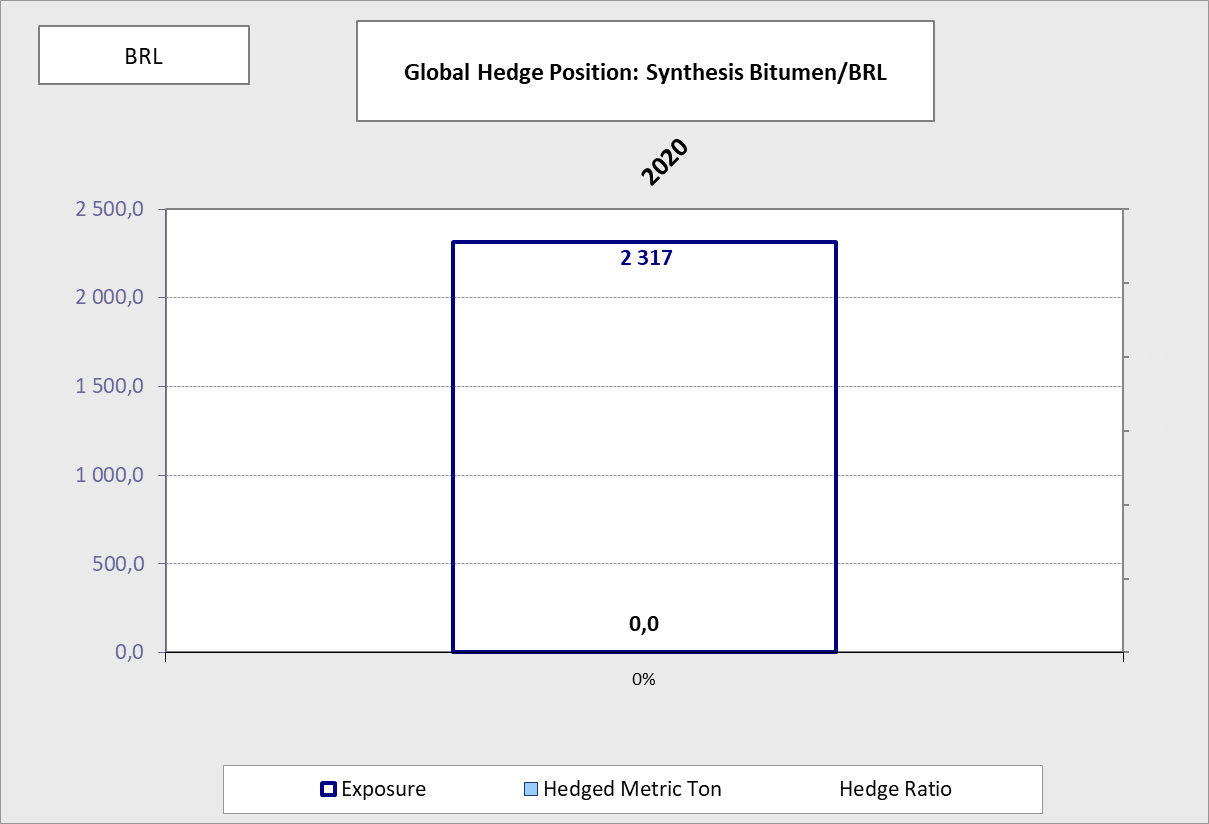 BRL
Global Hedge Position: Synthesis Bitumen/BRL
2020
2 500,0
2 317
2 000,0
1 500,0
1 000,0
500,0
0,0
0,0
0%
Exposure
Hedged Metric Ton
Hedge Ratio